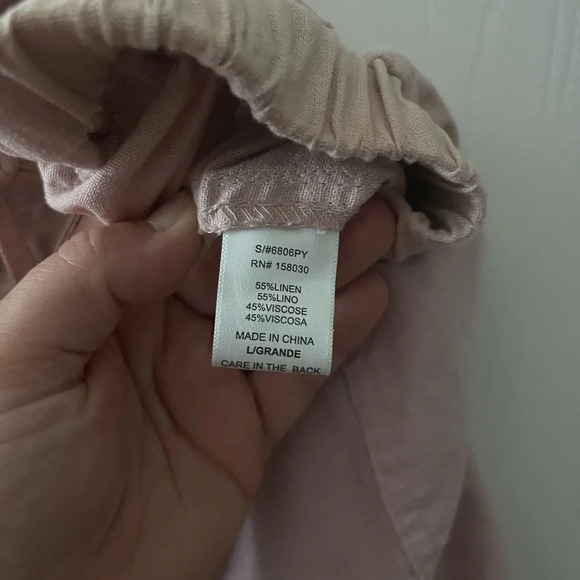 S/#6806PY
RN# 158030
55%LINEN
55%LINO
45%VISCOSE
45%VISCOSA
MADE IN CHINA
L/GRANDE
CARE IN THE BACK